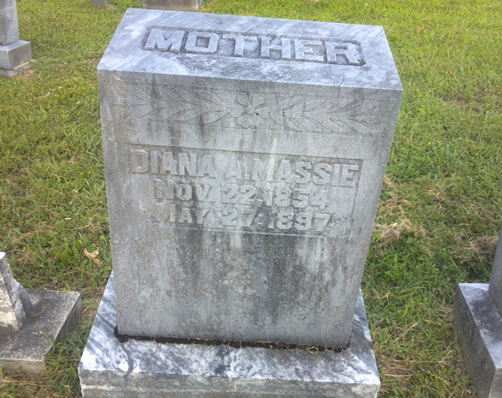 MOTHER
DIANA A. MASSIE
NOV. 22. 1854
MAY. 27. 1897.